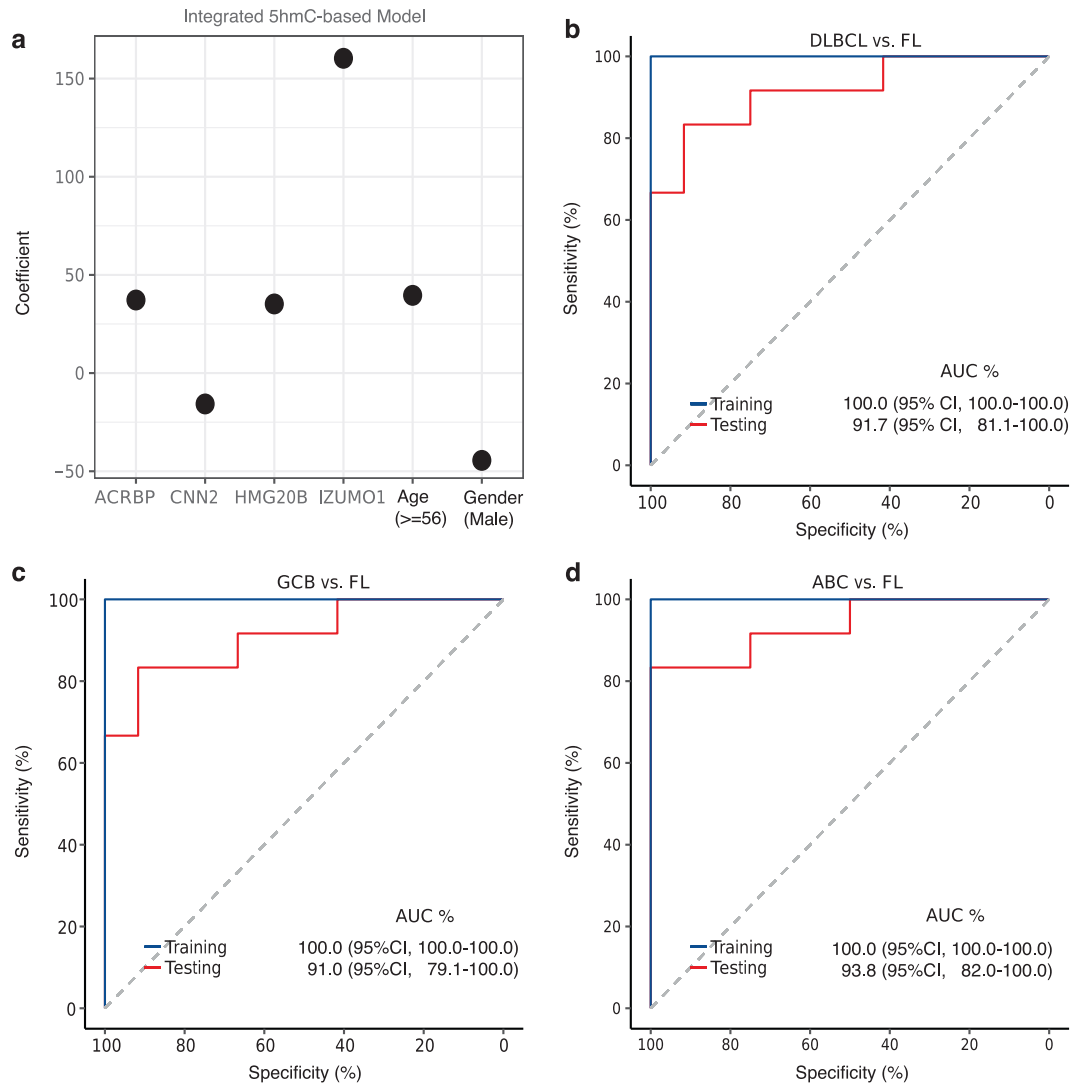 a
Integrated 5hmC-based Model
Coefficient
150
100
50
0
−50
ACRBP CNN2 HMG20B IZUMO1 Age (>=56) Gender (Male)
b
DLBCL vs. FL
Sensitivity (%)
100
80
60
40
20
0
AUC %
Training 100.0 (95% CI, 100.0-100.0)
Testing 91.7 (95% CI, 81.1-100.0)
100 80 60 40 20 0
Specificity (%)
c
GCB vs. FL
Sensitivity (%)
100
80
60
40
20
0
AUC %
Training 100.0 (95%CI, 100.0-100.0)
Testing 91.0 (95%CI, 79.1-100.0)
100 80 60 40 20 0
Specificity (%)
d
ABC vs. FL
Sensitivity (%)
100
80
60
40
20
0
AUC %
Training 100.0 (95%CI, 100.0-100.0)
Testing 93.8 (95%CI, 82.0-100.0)
100 80 60 40 20 0
Specificity (%)